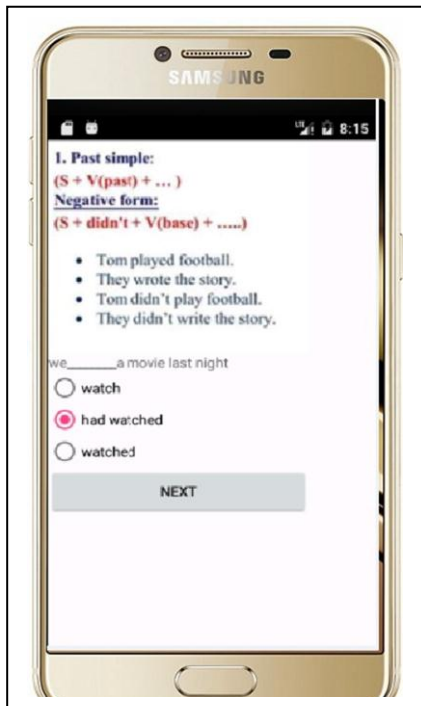 SAMSUNG
LTE 8:15
1. Past simple:
(S + V(past) + ... )
Negative form:
(S + didn't + V(base) + .....)
• Tom played football.
• They wrote the story.
• Tom didn't play football.
• They didn't write the story.
we_______a movie last night
watch
had watched
watched
NEXT